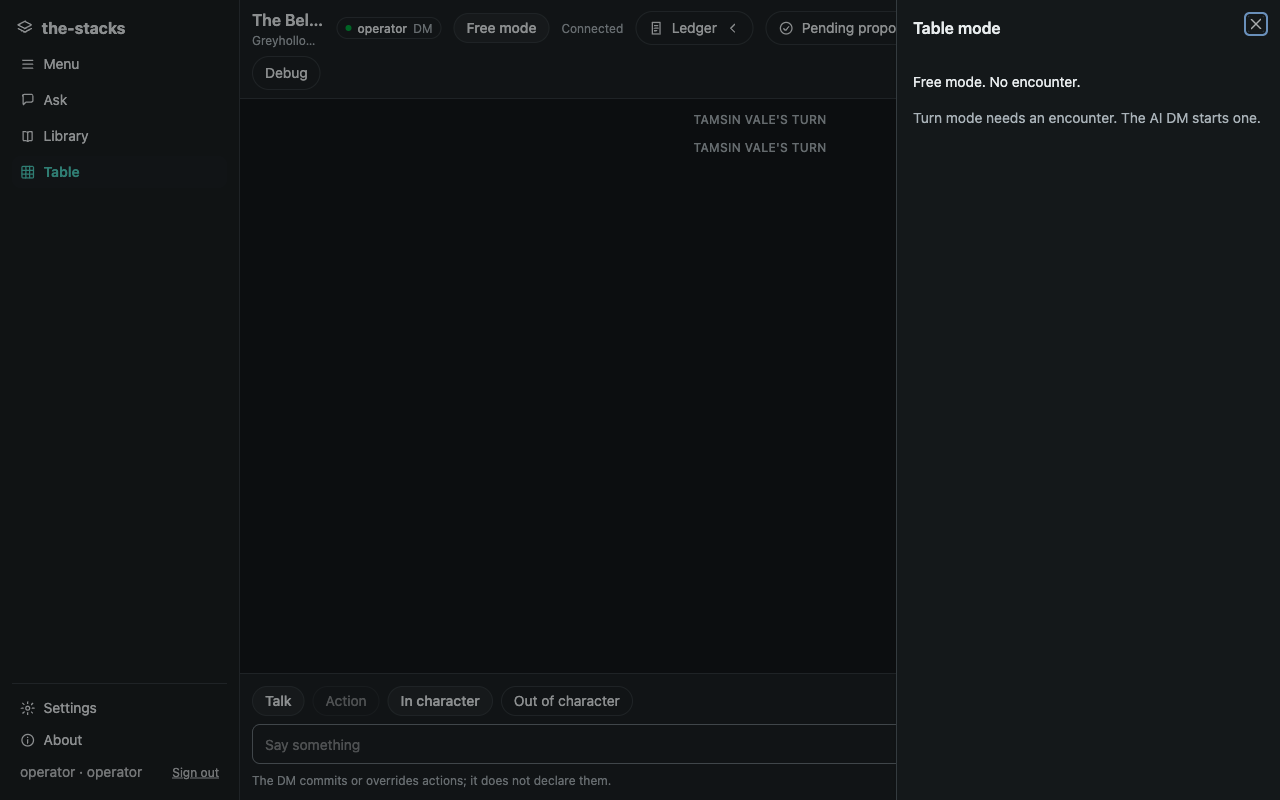 the-stacks
Menu
Ask
Library
Table
Settings
About
operator · operator
Sign out
The Bel...
Greyhollo...
operator DM
Free mode
Connected
Ledger
Pending propo
Debug
TAMSIN VALE'S TURN
TAMSIN VALE'S TURN
Talk
Action
In character
Out of character
Say something
The DM commits or overrides actions; it does not declare them.
Table mode
Free mode. No encounter.
Turn mode needs an encounter. The AI DM starts one.